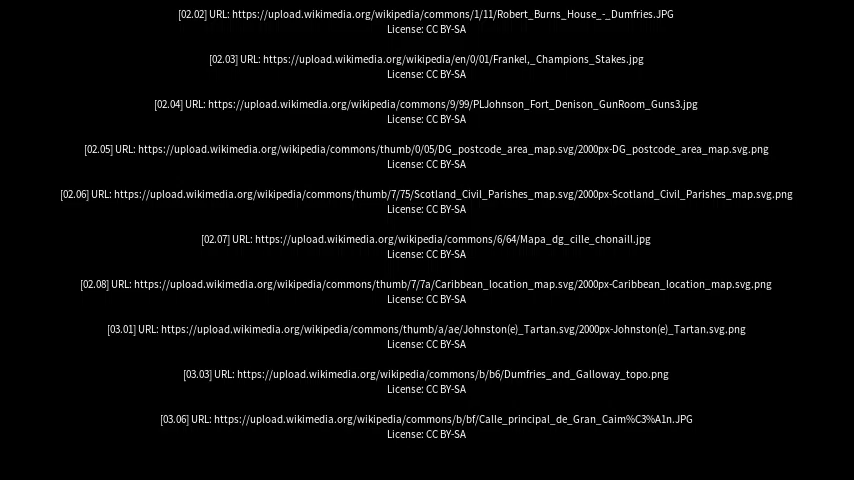 [02.02] URL: https://upload.wikimedia.org/wikipedia/commons/1/11/Robert_Burns_House_-_Dumfries.JPG
License: CC BY-SA
[02.03] URL: https://upload.wikimedia.org/wikipedia/en/0/01/Frankel,_Champions_Stakes.jpg
License: CC BY-SA
[02.04] URL: https://upload.wikimedia.org/wikipedia/commons/9/99/PLJohnson_Fort_Denison_GunRoom_Guns3.jpg
License: CC BY-SA
[02.05] URL: https://upload.wikimedia.org/wikipedia/commons/thumb/0/05/DG_postcode_area_map.svg/2000px-DG_postcode_area_map.svg.png
License: CC BY-SA
[02.06] URL: https://upload.wikimedia.org/wikipedia/commons/thumb/7/75/Scotland_Civil_Parishes_map.svg/2000px-Scotland_Civil_Parishes_map.svg.png
License: CC BY-SA
[02.07] URL: https://upload.wikimedia.org/wikipedia/commons/6/64/Mapa_dg_cille_chonaill.jpg
License: CC BY-SA
[02.08] URL: https://upload.wikimedia.org/wikipedia/commons/thumb/7/7a/Caribbean_location_map.svg/2000px-Caribbean_location_map.svg.png
License: CC BY-SA
[03.01] URL: https://upload.wikimedia.org/wikipedia/commons/thumb/a/ae/Johnston(e)_Tartan.svg/2000px-Johnston(e)_Tartan.svg.png
License: CC BY-SA
[03.03] URL: https://upload.wikimedia.org/wikipedia/commons/b/b6/Dumfries_and_Galloway_topo.png
License: CC BY-SA
[03.06] URL: https://upload.wikimedia.org/wikipedia/commons/b/bf/Calle_principal_de_Gran_Caim%C3%A1n.JPG
License: CC BY-SA